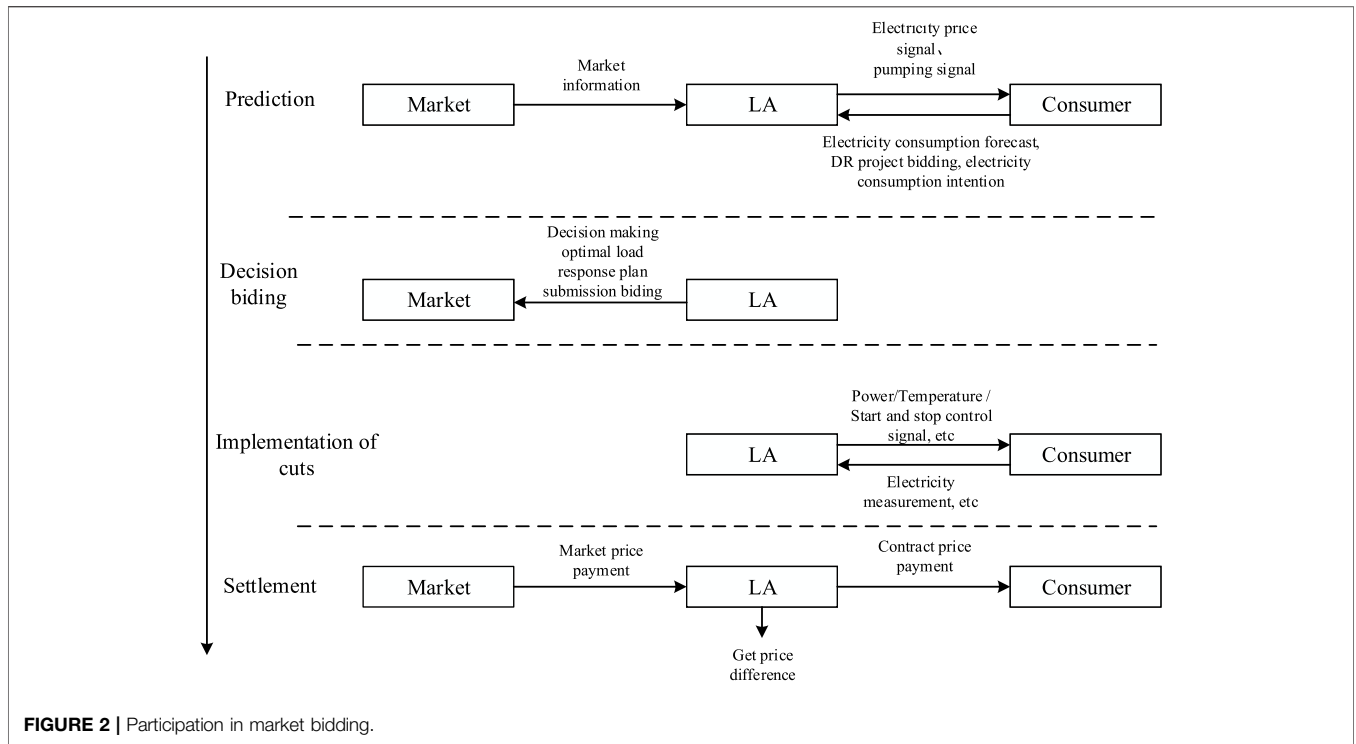 Electricity price
signal、
pumping signal
Market
information
Prediction
Market
LA
Consumer
Electricity consumption forecast,
DR project bidding, electricity
consumption intention
Decision making
optimal load
response plan
submission biding
Decision
biding
Market
LA
Power/Temperature /
Start and stop control
signal, etc
Implementation of
cuts
LA
Consumer
Electricity
measurement, etc
Market price
payment
Contract price
payment
Settlement
Market
LA
Consumer
Get price
difference
FIGURE 2 | Participation in market bidding.